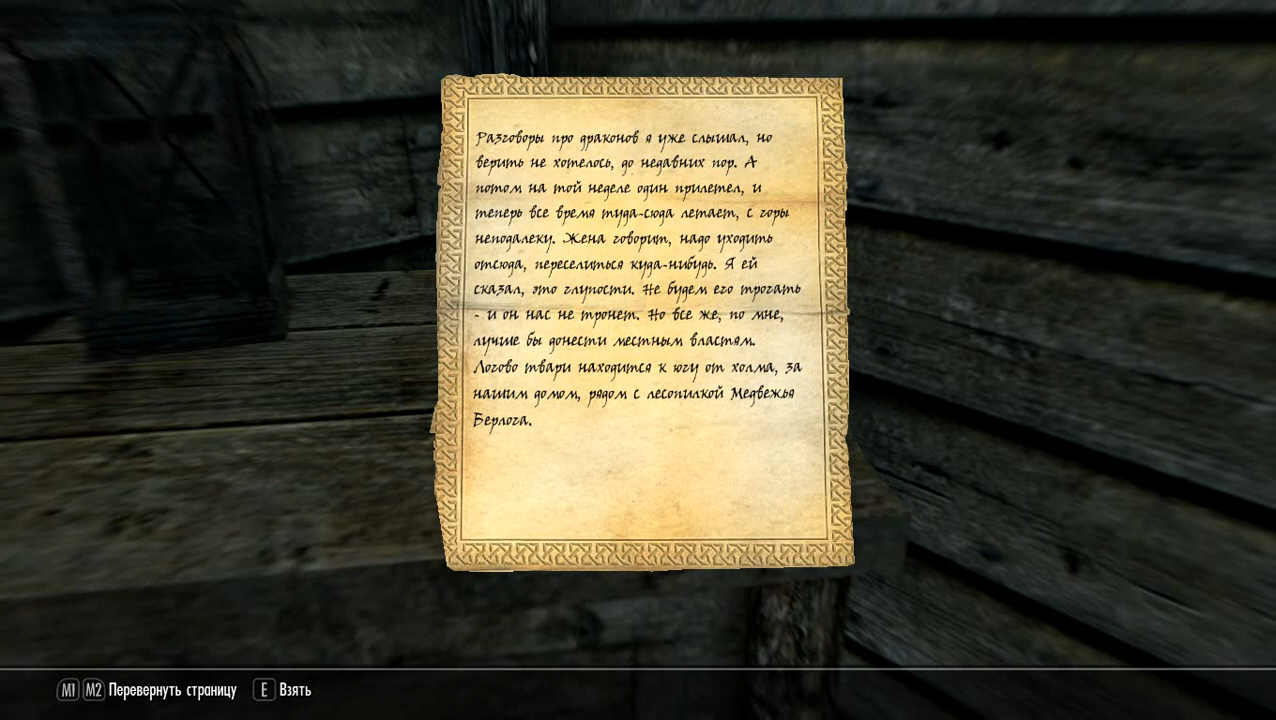 Разговоры про драконов я уже слышал, но
верить не хотелось, до недавних пор. А
потом на той неделе один прилетел, и
теперь все время туда-сюда летает, с горы
неподалеку. Жена говорит, надо уходить
отсюда, переселиться куда-нибудь. Я ей
сказал, это глупости. Не будем его трогать
- и он нас не тронет. Но все же, по мне,
лучше бы донести местным властям.
Логово твари находится к югу от холма, за
нашим домом, рядом с лесопилкой Медвежья
Берлога.
M1 M2 Перевернуть страницу E Взять